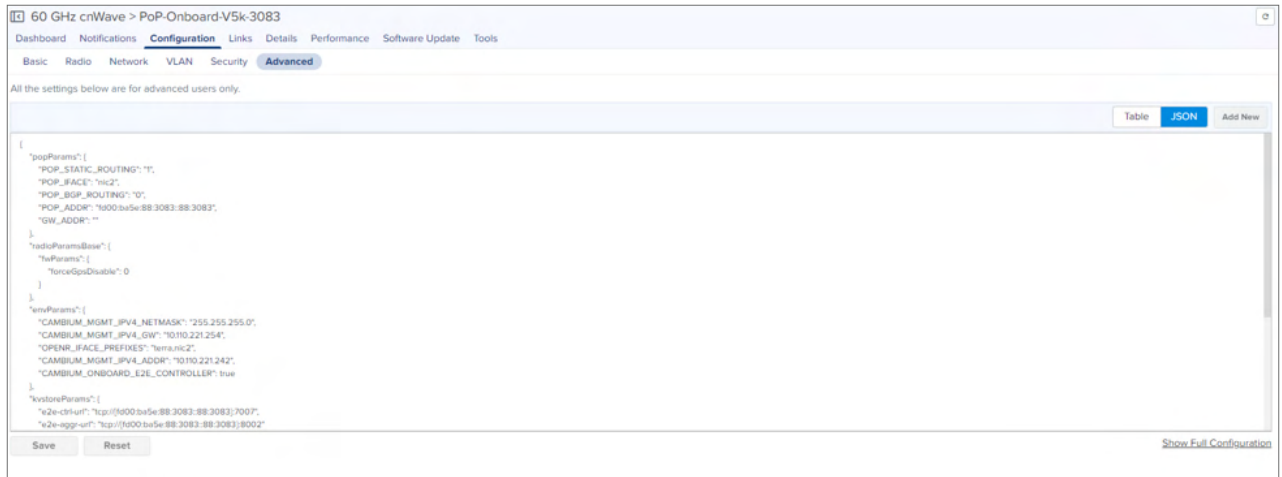 60 GHz cnWave > PoP-Onboard-V5k-3083
Dashboard Notifications Configuration Links Details Performance Software Update Tools
Basic Radio Network VLAN Security Advanced
All the settings below are for advanced users only.
Table JSON Add New
{
"popParams": {
"POP_STATIC_ROUTING": "1",
"POP_IFACE": "nic2",
"POP_BGP_ROUTING": "0",
"POP_ADDR": "fd00:ba5e:88:3083::88:3083",
"GW_ADDR": ""
},
"radioParamsBase": {
"fwParams": {
"forceGpsDisable": 0
}
},
"envParams": {
"CAMBIUM_MGMT_IPV4_NETMASK": "255.255.255.0",
"CAMBIUM_MGMT_IPV4_GW": "10.110.221.254",
"OPENR_IFACE_PREFIXES": "terra,nic2",
"CAMBIUM_MGMT_IPV4_ADDR": "10.110.221.242",
"CAMBIUM_ONBOARD_E2E_CONTROLLER": true
},
"kvstoreParams": {
"e2e-ctrl-url": "tcp://[fd00:ba5e:88:3083::88:3083]:7007",
"e2e-aggr-url": "tcp://[fd00:ba5e:88:3083::88:3083]:8002"
Save Reset Show Full Configuration